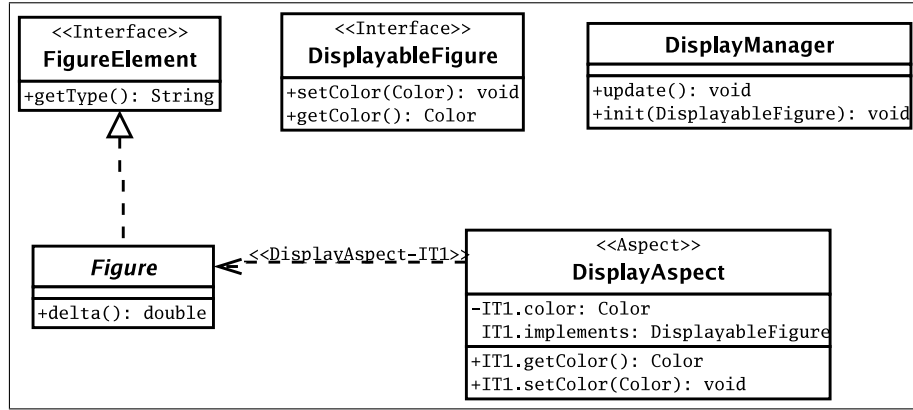 <<Interface>>
FigureElement
+getType(): String
<<Interface>>
DisplayableFigure
+setColor(Color): void
+getColor(): Color
DisplayManager
+update(): void
+init(DisplayableFigure): void
Figure
+delta(): double
<<DisplayAspect-IT1>>
<<Aspect>>
DisplayAspect
-IT1.color: Color
IT1.implements: DisplayableFigure
+IT1.getColor(): Color
+IT1.setColor(Color): void